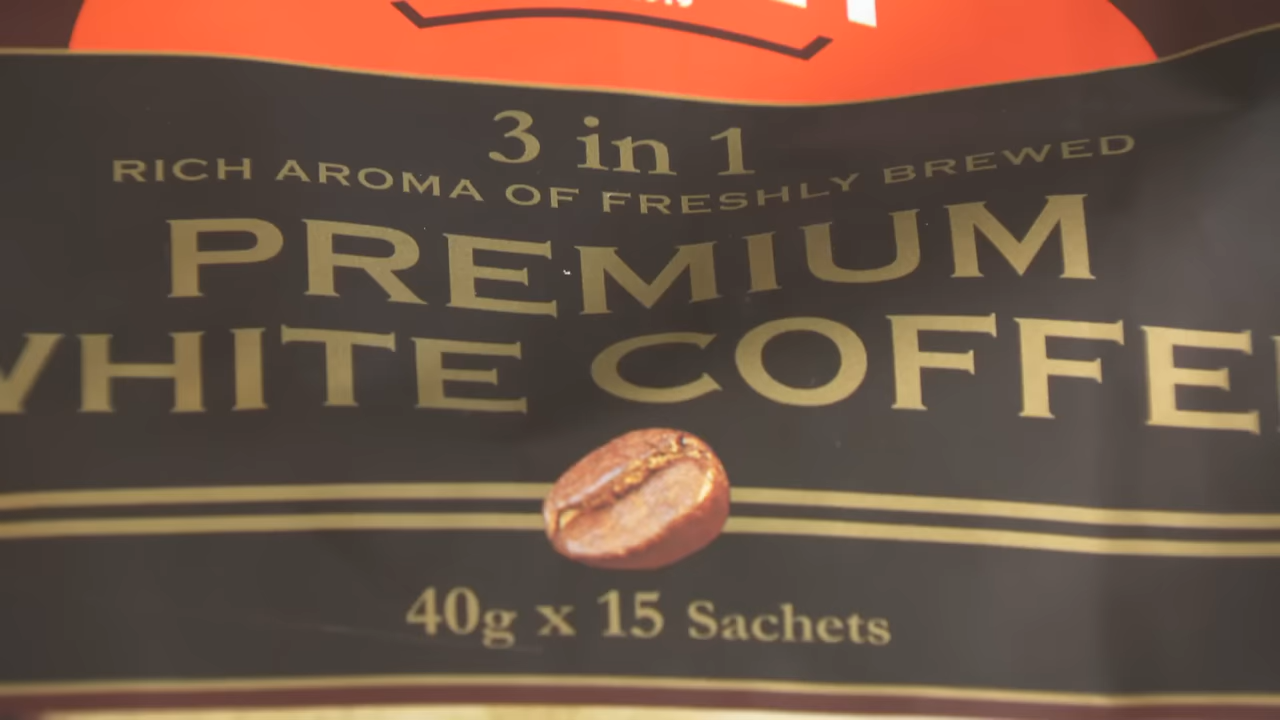 3 in 1
RICH AROMA OF FRESHLY BREWED
PREMIUM
WHITE COFFEE
40g x 15 Sachets